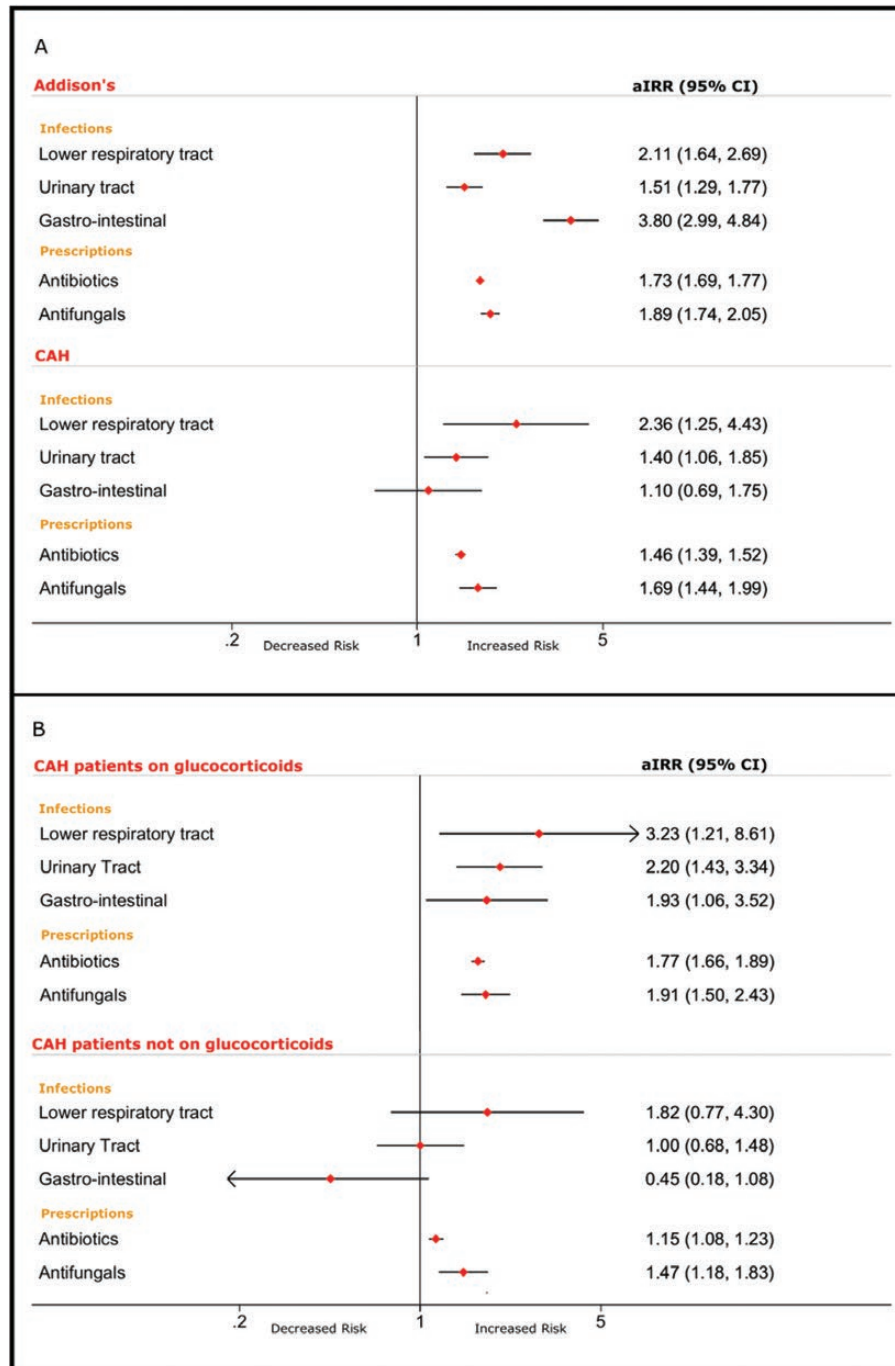 A
Addison's aIRR (95% CI)
Infections
Lower respiratory tract 2.11 (1.64, 2.69)
Urinary tract 1.51 (1.29, 1.77)
Gastro-intestinal 3.80 (2.99, 4.84)
Prescriptions
Antibiotics 1.73 (1.69, 1.77)
Antifungals 1.89 (1.74, 2.05)
CAH
Infections
Lower respiratory tract 2.36 (1.25, 4.43)
Urinary tract 1.40 (1.06, 1.85)
Gastro-intestinal 1.10 (0.69, 1.75)
Prescriptions
Antibiotics 1.46 (1.39, 1.52)
Antifungals 1.69 (1.44, 1.99)
.2 Decreased Risk 1 Increased Risk 5
B
CAH patients on glucocorticoids aIRR (95% CI)
Infections
Lower respiratory tract 3.23 (1.21, 8.61)
Urinary Tract 2.20 (1.43, 3.34)
Gastro-intestinal 1.93 (1.06, 3.52)
Prescriptions
Antibiotics 1.77 (1.66, 1.89)
Antifungals 1.91 (1.50, 2.43)
CAH patients not on glucocorticoids
Infections
Lower respiratory tract 1.82 (0.77, 4.30)
Urinary Tract 1.00 (0.68, 1.48)
Gastro-intestinal 0.45 (0.18, 1.08)
Prescriptions
Antibiotics 1.15 (1.08, 1.23)
Antifungals 1.47 (1.18, 1.83)
.2 Decreased Risk 1 Increased Risk 5